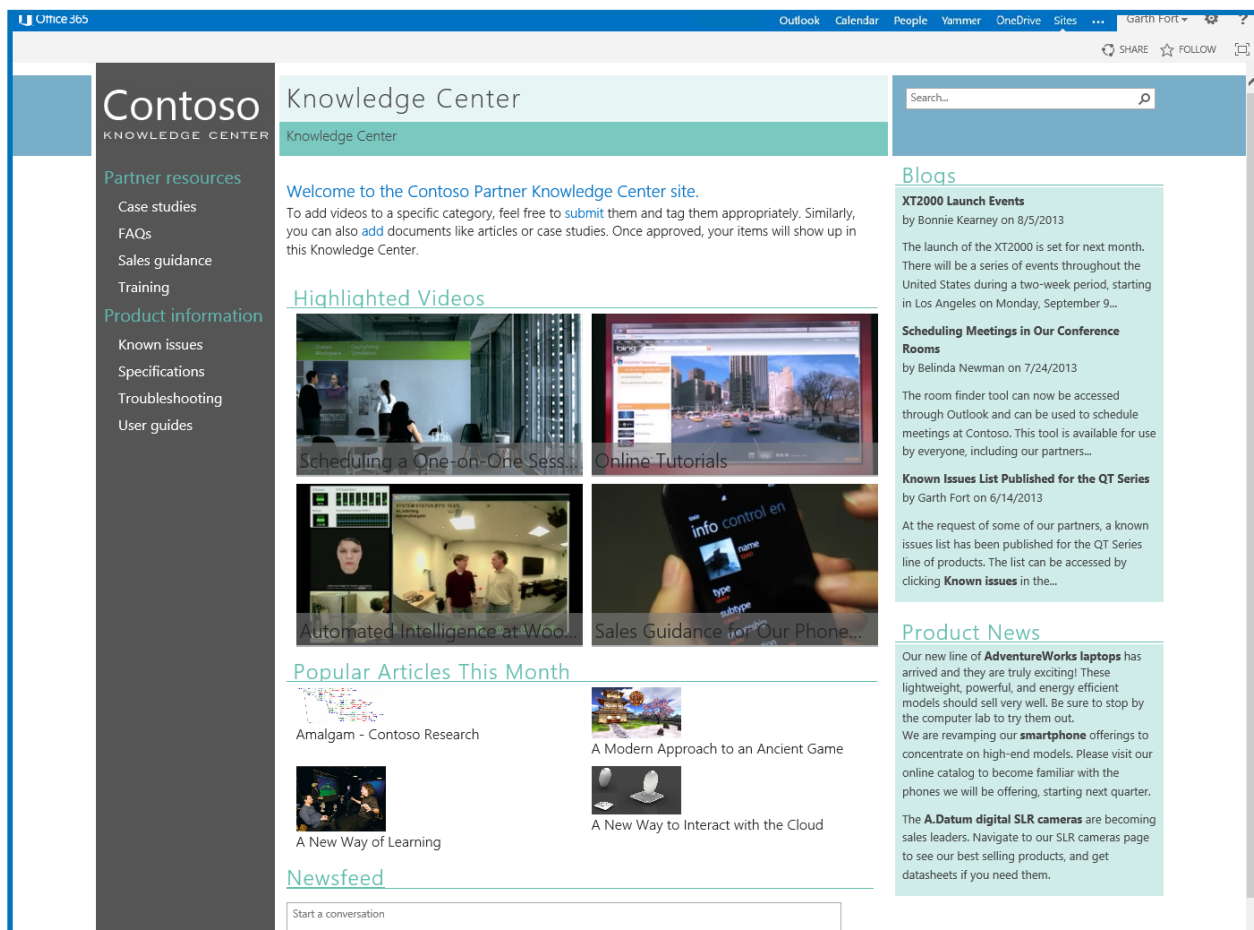 Office 365
Outlook Calendar People Yammer OneDrive Sites ... Garth Fort ?
SHARE FOLLOW
Contoso
KNOWLEDGE CENTER
Partner resources
Case studies
FAQs
Sales guidance
Training
Product information
Known issues
Specifications
Troubleshooting
User guides
Knowledge Center
Knowledge Center
Welcome to the Contoso Partner Knowledge Center site.
To add videos to a specific category, feel free to submit them and tag them appropriately. Similarly,
you can also add documents like articles or case studies. Once approved, your items will show up in
this Knowledge Center.
Highlighted Videos
Scheduling a One-on-One Sess...
Online Tutorials
bing
Automated Intelligence at Woo...
info control en
name
type
subtype
Sales Guidance for Our Phone...
Popular Articles This Month
Amalgam - Contoso Research
A Modern Approach to an Ancient Game
A New Way of Learning
A New Way to Interact with the Cloud
Newsfeed
Start a conversation
Search...
Blogs
XT2000 Launch Events
by Bonnie Kearney on 8/5/2013
The launch of the XT2000 is set for next month.
There will be a series of events throughout the
United States during a two-week period, starting
in Los Angeles on Monday, September 9...
Scheduling Meetings in Our Conference
Rooms
by Belinda Newman on 7/24/2013
The room finder tool can now be accessed
through Outlook and can be used to schedule
meetings at Contoso. This tool is available for use
by everyone, including our partners...
Known Issues List Published for the QT Series
by Garth Fort on 6/14/2013
At the request of some of our partners, a known
issues list has been published for the QT Series
line of products. The list can be accessed by
clicking Known issues in the...
Product News
Our new line of AdventureWorks laptops has
arrived and they are truly exciting! These
lightweight, powerful, and energy efficient
models should sell very well. Be sure to stop by
the computer lab to try them out.
We are revamping our smartphone offerings to
concentrate on high-end models. Please visit our
online catalog to become familiar with the
phones we will be offering, starting next quarter.
The A.Datum digital SLR cameras are becoming
sales leaders. Navigate to our SLR cameras page
to see our best selling products, and get
datasheets if you need them.